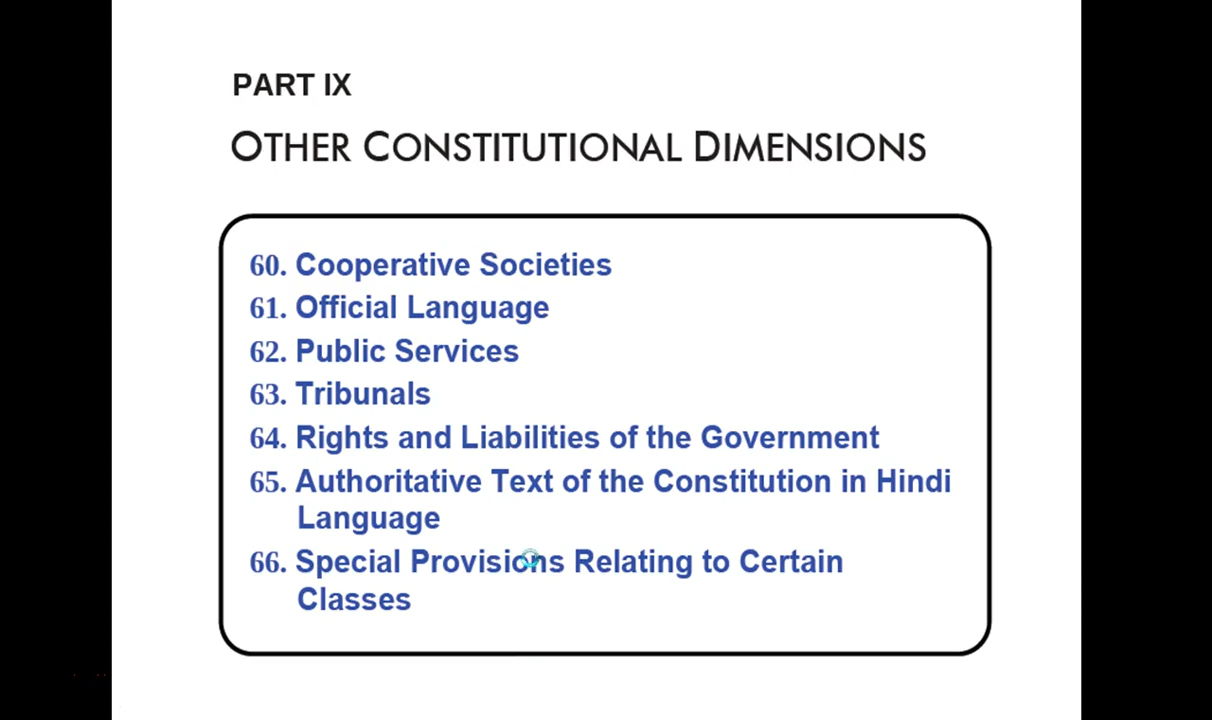 PART IX
OTHER CONSTITUTIONAL DIMENSIONS
60. Cooperative Societies
61. Official Language
62. Public Services
63. Tribunals
64. Rights and Liabilities of the Government
65. Authoritative Text of the Constitution in Hindi
Language
66. Special Provisions Relating to Certain
Classes